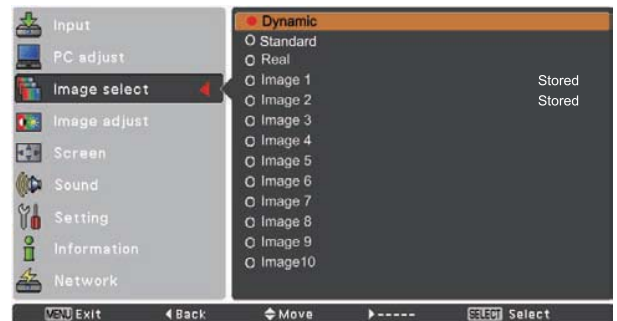 Input
PC adjust
Image select
Image adjust
Screen
Sound
Setting
Information
Network
Dynamic
Standard
Real
Image 1 Stored
Image 2 Stored
Image 3
Image 4
Image 5
Image 6
Image 7
Image 8
Image 9
Image10
MENU Exit ◀Back Move ▶----- SELECT Select